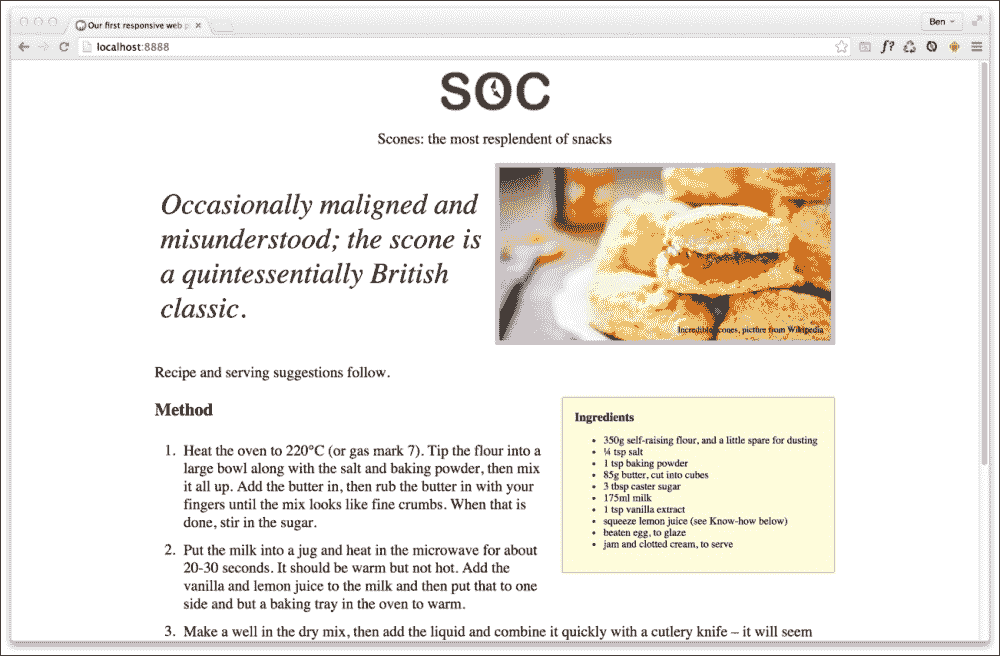 Our first responsive web p
Ben
localhost:8888
f?
SOC
Scones: the most resplendent of snacks
Occasionally maligned and
misunderstood; the scone is
a quintessentially British
classic.
Incredible scones, picture from Wikipedia
Recipe and serving suggestions follow.
Method
1. Heat the oven to 220°C (or gas mark 7). Tip the flour into a
large bowl along with the salt and baking powder, then mix
it all up. Add the butter in, then rub the butter in with your
fingers until the mix looks like fine crumbs. When that is
done, stir in the sugar.
2. Put the milk into a jug and heat in the microwave for about
20-30 seconds. It should be warm but not hot. Add the
vanilla and lemon juice to the milk and then put that to one
side and but a baking tray in the oven to warm.
3. Make a well in the dry mix, then add the liquid and combine it quickly with a cutlery knife – it will seem
Ingredients
• 350g self-raising flour, and a little spare for dusting
• ¼ tsp salt
• 1 tsp baking powder
• 85g butter, cut into cubes
• 3 tbsp caster sugar
• 175ml milk
• 1 tsp vanilla extract
• squeeze lemon juice (see Know-how below)
• beaten egg, to glaze
• jam and clotted cream, to serve